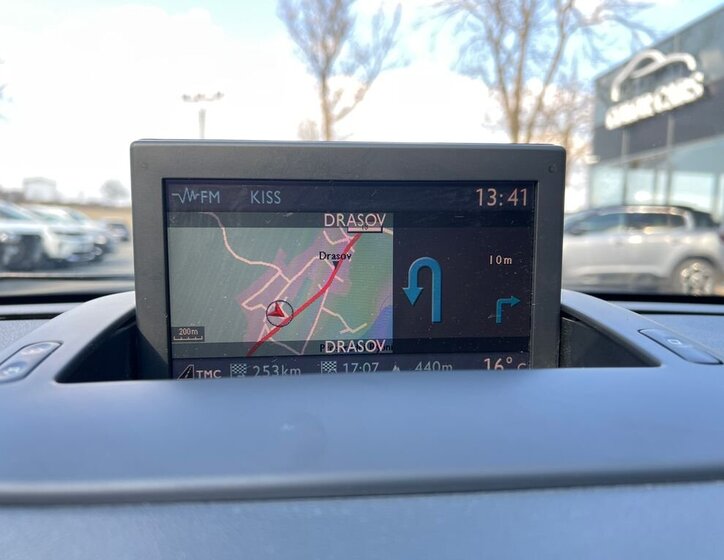 FM KISS 13:41
DRASOV
Drasov
10m
200m
DRASOV
TMC 253km 17:07 440m 16°C